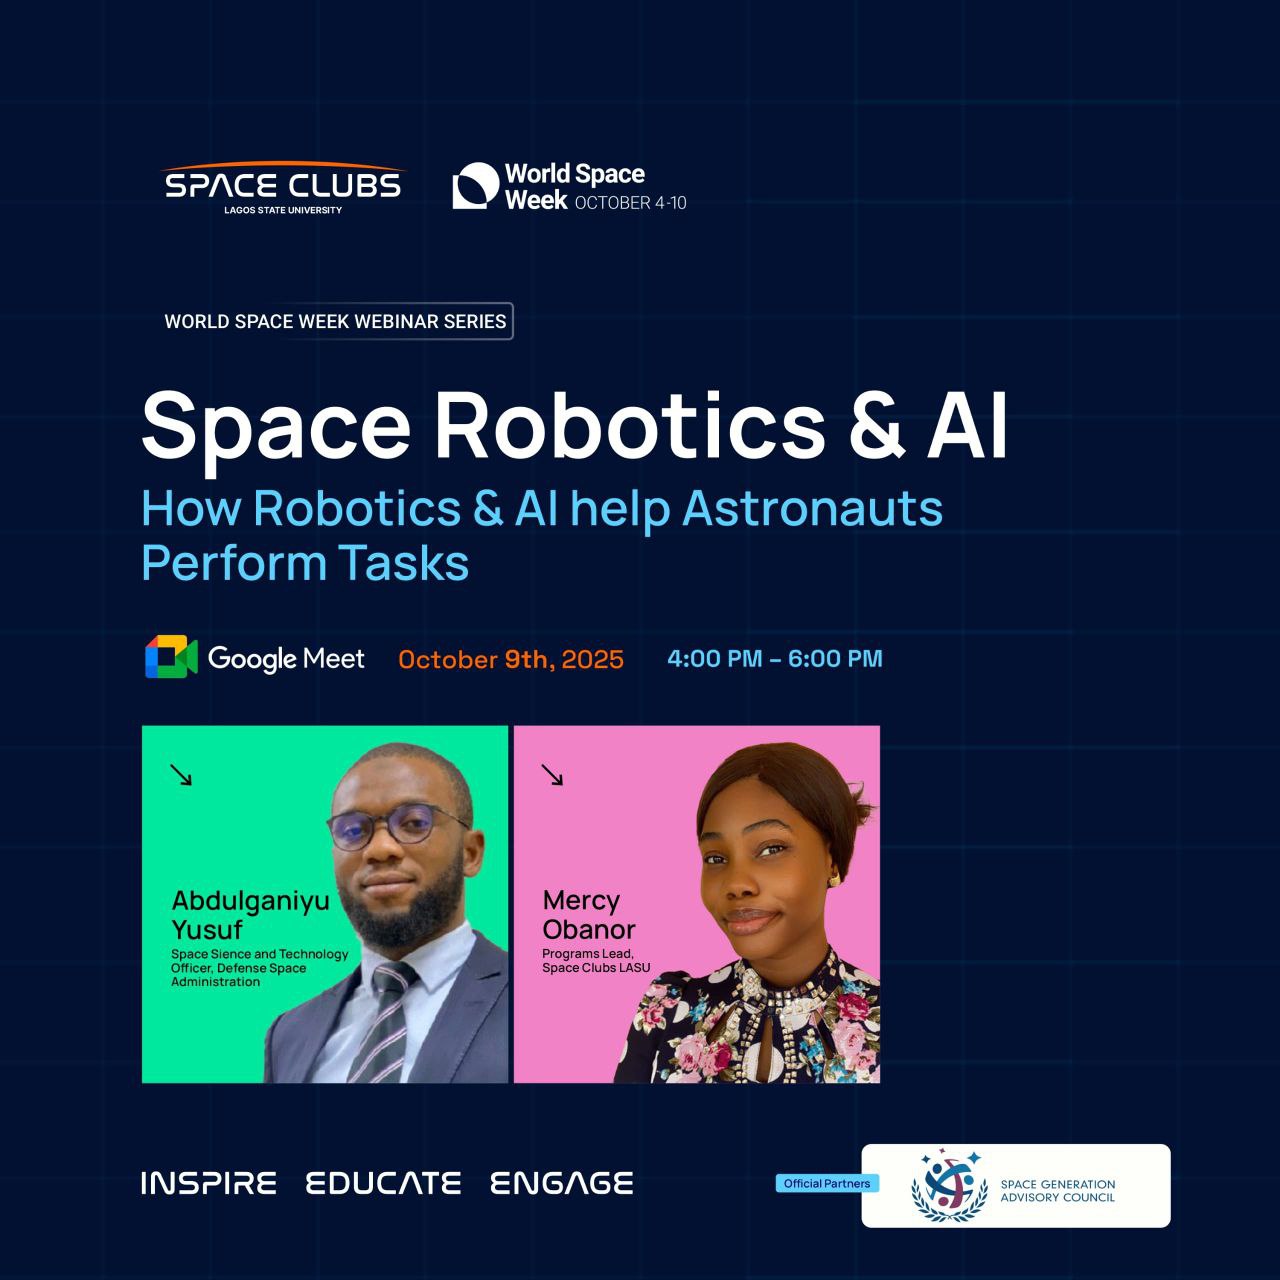 SPACE CLUBS
LAGOS STATE UNIVERSITY
World Space
Week OCTOBER 4-10
WORLD SPACE WEEK WEBINAR SERIES
Space Robotics & AI
How Robotics & AI help Astronauts
Perform Tasks
Google Meet
October 9th, 2025
4:00 PM – 6:00 PM
Abdulganiyu
Yusuf
Space Sience and Technology
Officer, Defense Space
Administration
Mercy
Obanor
Programs Lead,
Space Clubs LASU
INSPIRE EDUCATE ENGAGE
Official Partners
SPACE GENERATION
ADVISORY COUNCIL